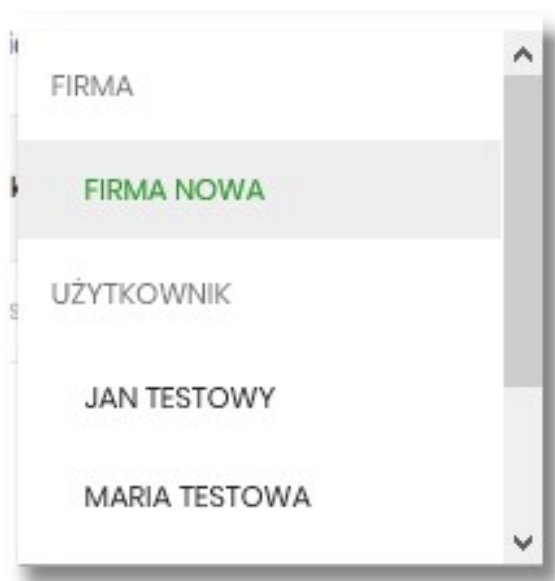 FIRMA
FIRMA NOWA
UŻYTKOWNIK
JAN TESTOWY
MARIA TESTOWA